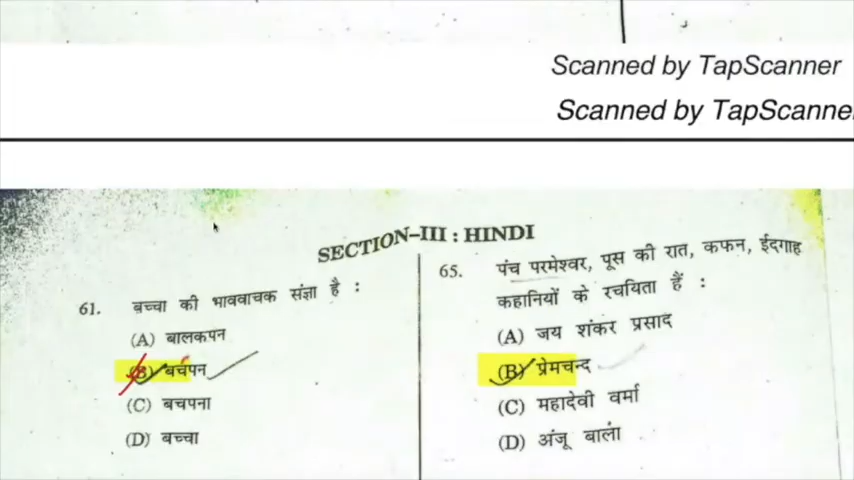 Scanned by TapScanner
Scanned by TapScanner
SECTION–III : HINDI
61. बच्चा की भाववाचक संज्ञा है :
(A) बालकपन
(B) बचपन
(C) बचपना
(D) बच्चा
65. पंच परमेश्वर, पूस की रात, कफन, ईदगाह
कहानियों के रचयिता हैं :
(A) जय शंकर प्रसाद
(B) प्रेमचन्द
(C) महादेवी वर्मा
(D) अंजू बाला